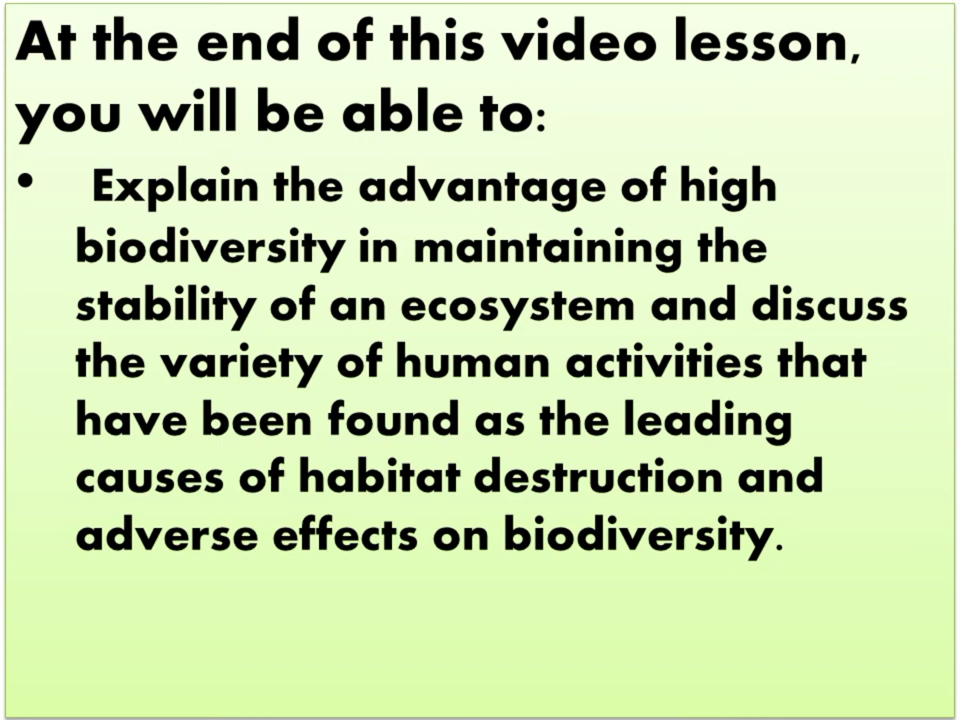 At the end of this video lesson,
you will be able to:
• Explain the advantage of high
biodiversity in maintaining the
stability of an ecosystem and discuss
the variety of human activities that
have been found as the leading
causes of habitat destruction and
adverse effects on biodiversity.